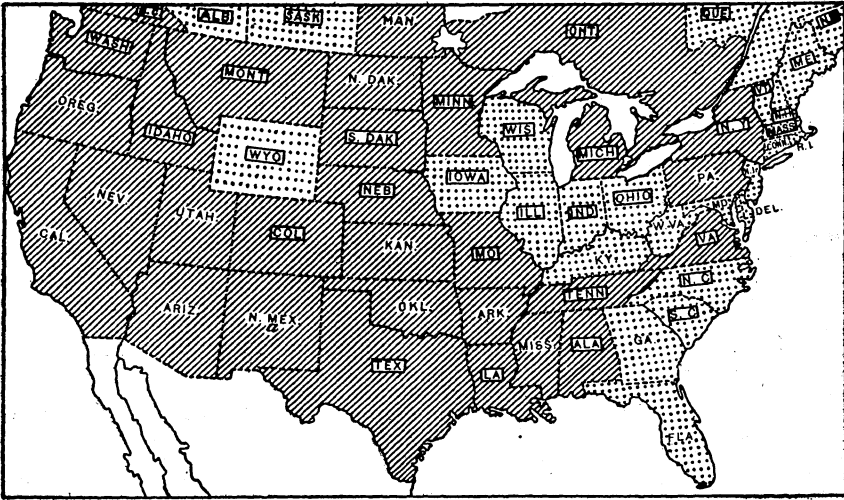 B.C.
ALB
SASK
MAN.
ONT
QUE
N.B.
WASH
MONT
N. DAK.
MINN
ME
VT
OREG.
IDAHO
WYO
S. DAK
WIS
MICH
N. Y
N.H
MASS
CONN
R. I.
NEV.
UTAH
COL
NEB
IOWA
ILL
IND
OHIO
PA.
N.J.
CAL.
KAN.
MO
KY.
W. VA.
MD.
DEL.
VA
ARIZ.
N. MEX.
a
OKL.
ARK.
TENN
N. C
S. C
TEX
LA
MISS.
ALA
GA.
FLA.